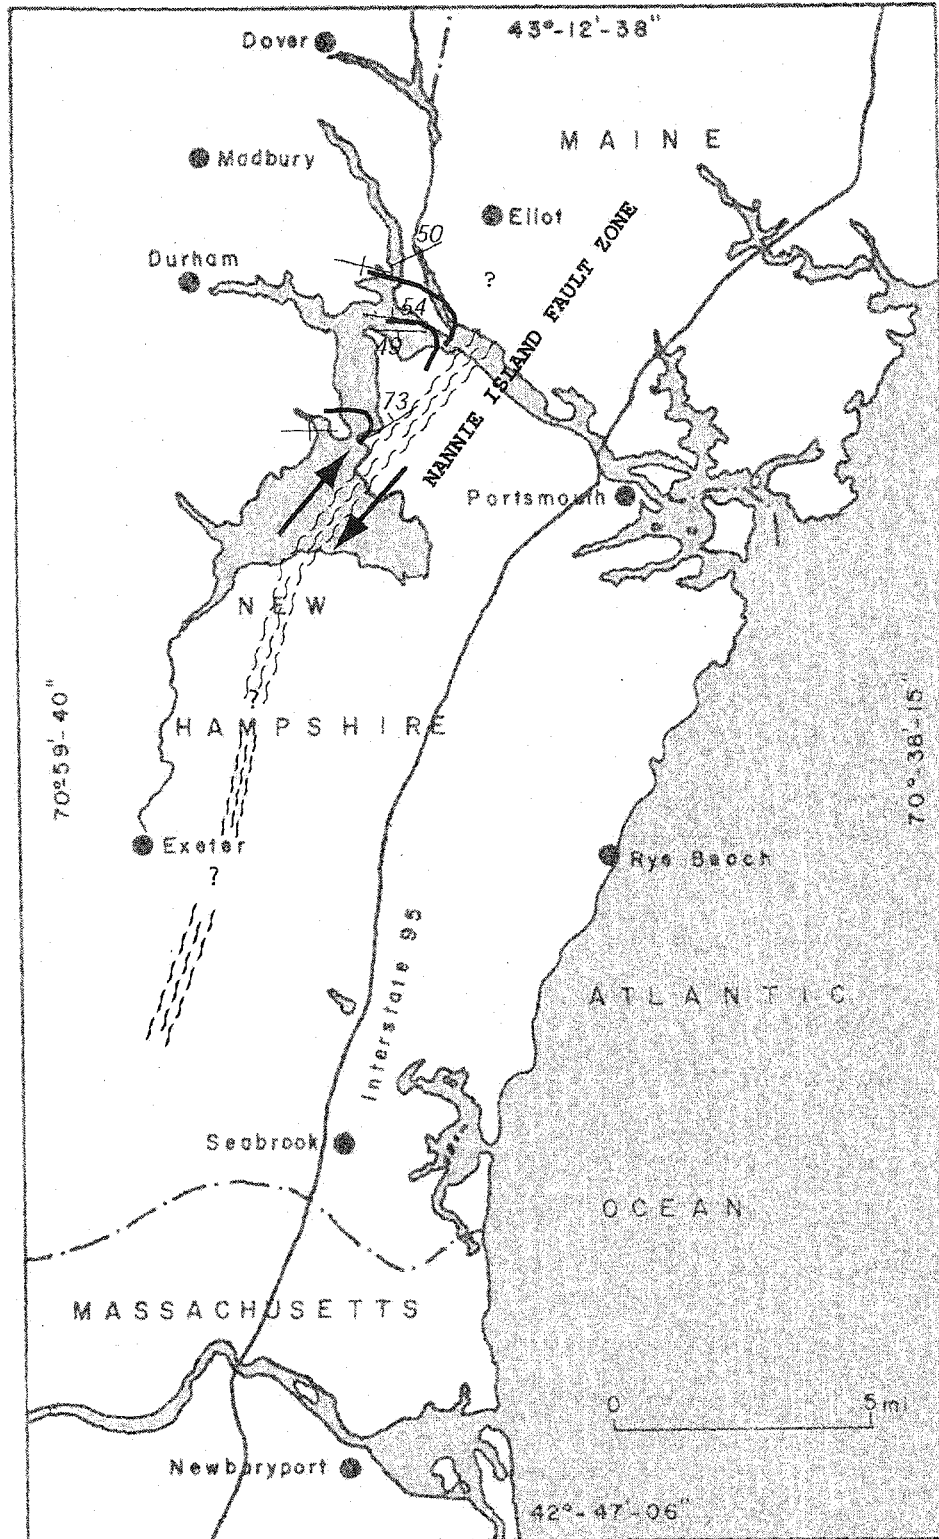 43°-12'-38"
Dover
MAINE
Madbury
Eliot
50
Durham
?
54
49
73
NANNIE ISLAND FAULT ZONE
Portsmouth
NEW
?
HAMPSHIRE
70°59'-40"
70°-38'-15"
Exeter
Rye Beach
?
Interstate 95
ATLANTIC
Seabrook
OCEAN
MASSACHUSETTS
0 5 mi
Newburyport
42°-47'-06"